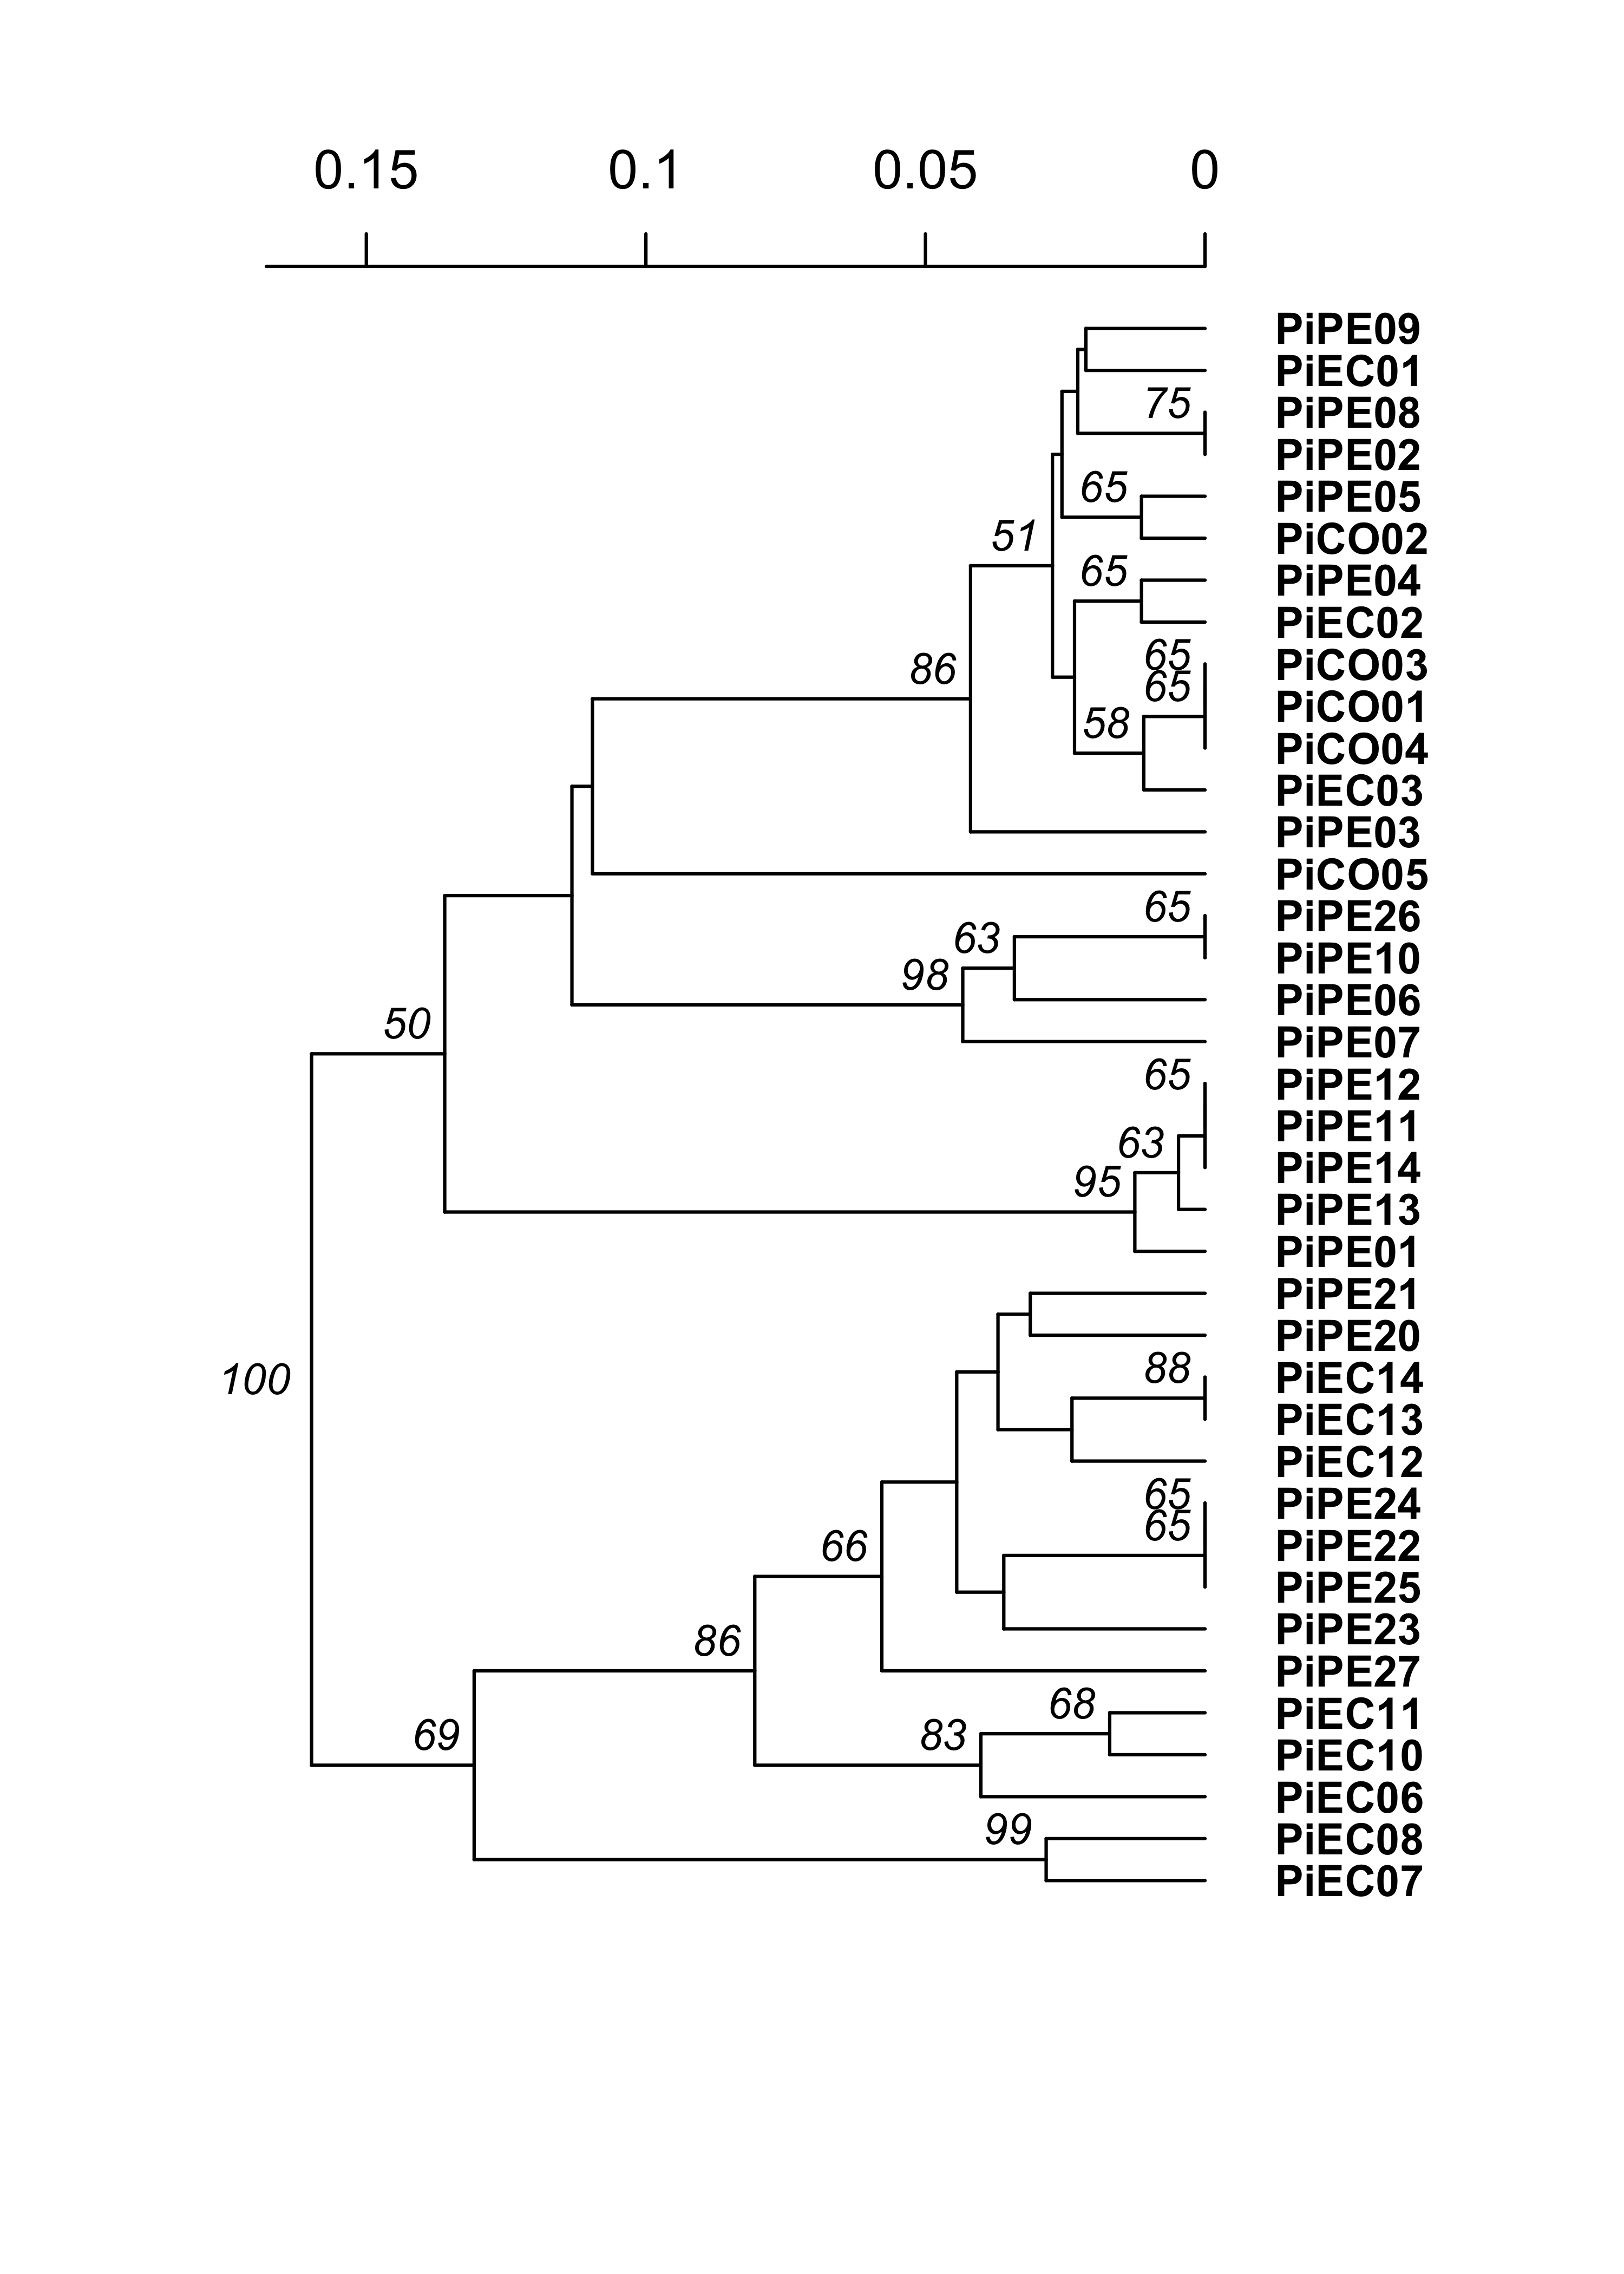 0.15 0.1 0.05 0
PiPE09
PiEC01
75 PiPE08
PiPE02
65 PiPE05
51 PiCO02
65 PiPE04
PiEC02
65
86 PiCO03
65
PiCO01
58 PiCO04
PiEC03
PiPE03
PiCO05
65 PiPE26
63 PiPE10
98
PiPE06
50 PiPE07
65 PiPE12
PiPE11
63
95 PiPE14
PiPE13
PiPE01
PiPE21
PiPE20
100 88 PiEC14
PiEC13
PiEC12
65 PiPE24
65
66 PiPE22
PiPE25
86 PiPE23
PiPE27
68 PiEC11
69 83 PiEC10
PiEC06
99 PiEC08
PiEC07